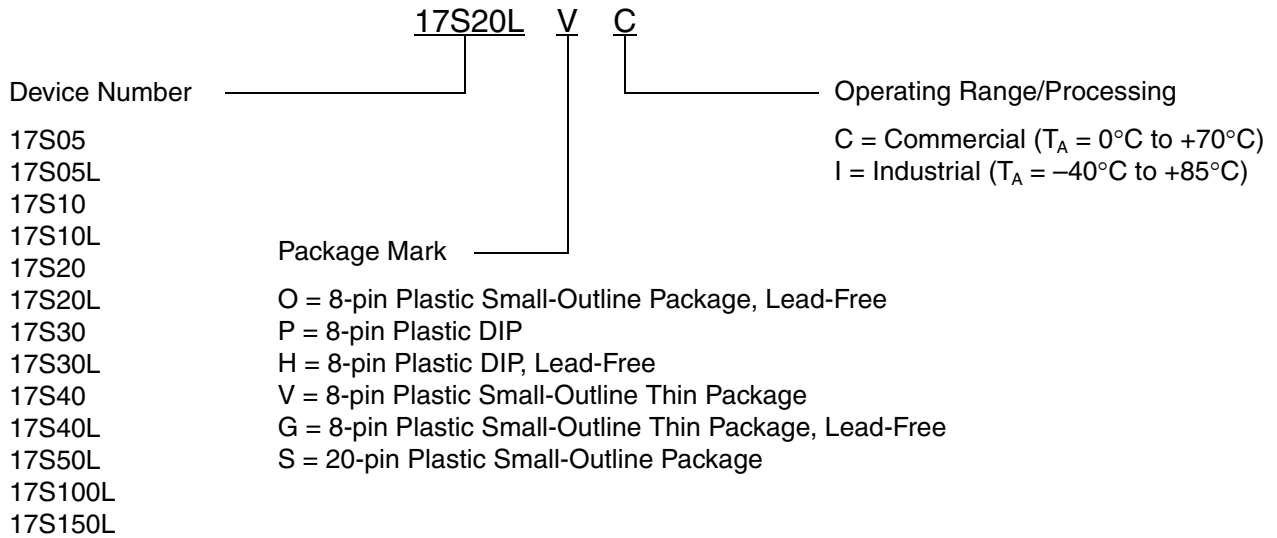 17S20L V C
Device Number
17S05
17S05L
17S10
17S10L
17S20
17S20L
17S30
17S30L
17S40
17S40L
17S50L
17S100L
17S150L
Package Mark
O = 8-pin Plastic Small-Outline Package, Lead-Free
P = 8-pin Plastic DIP
H = 8-pin Plastic DIP, Lead-Free
V = 8-pin Plastic Small-Outline Thin Package
G = 8-pin Plastic Small-Outline Thin Package, Lead-Free
S = 20-pin Plastic Small-Outline Package
Operating Range/Processing
C = Commercial (TA = 0°C to +70°C)
I = Industrial (TA = –40°C to +85°C)